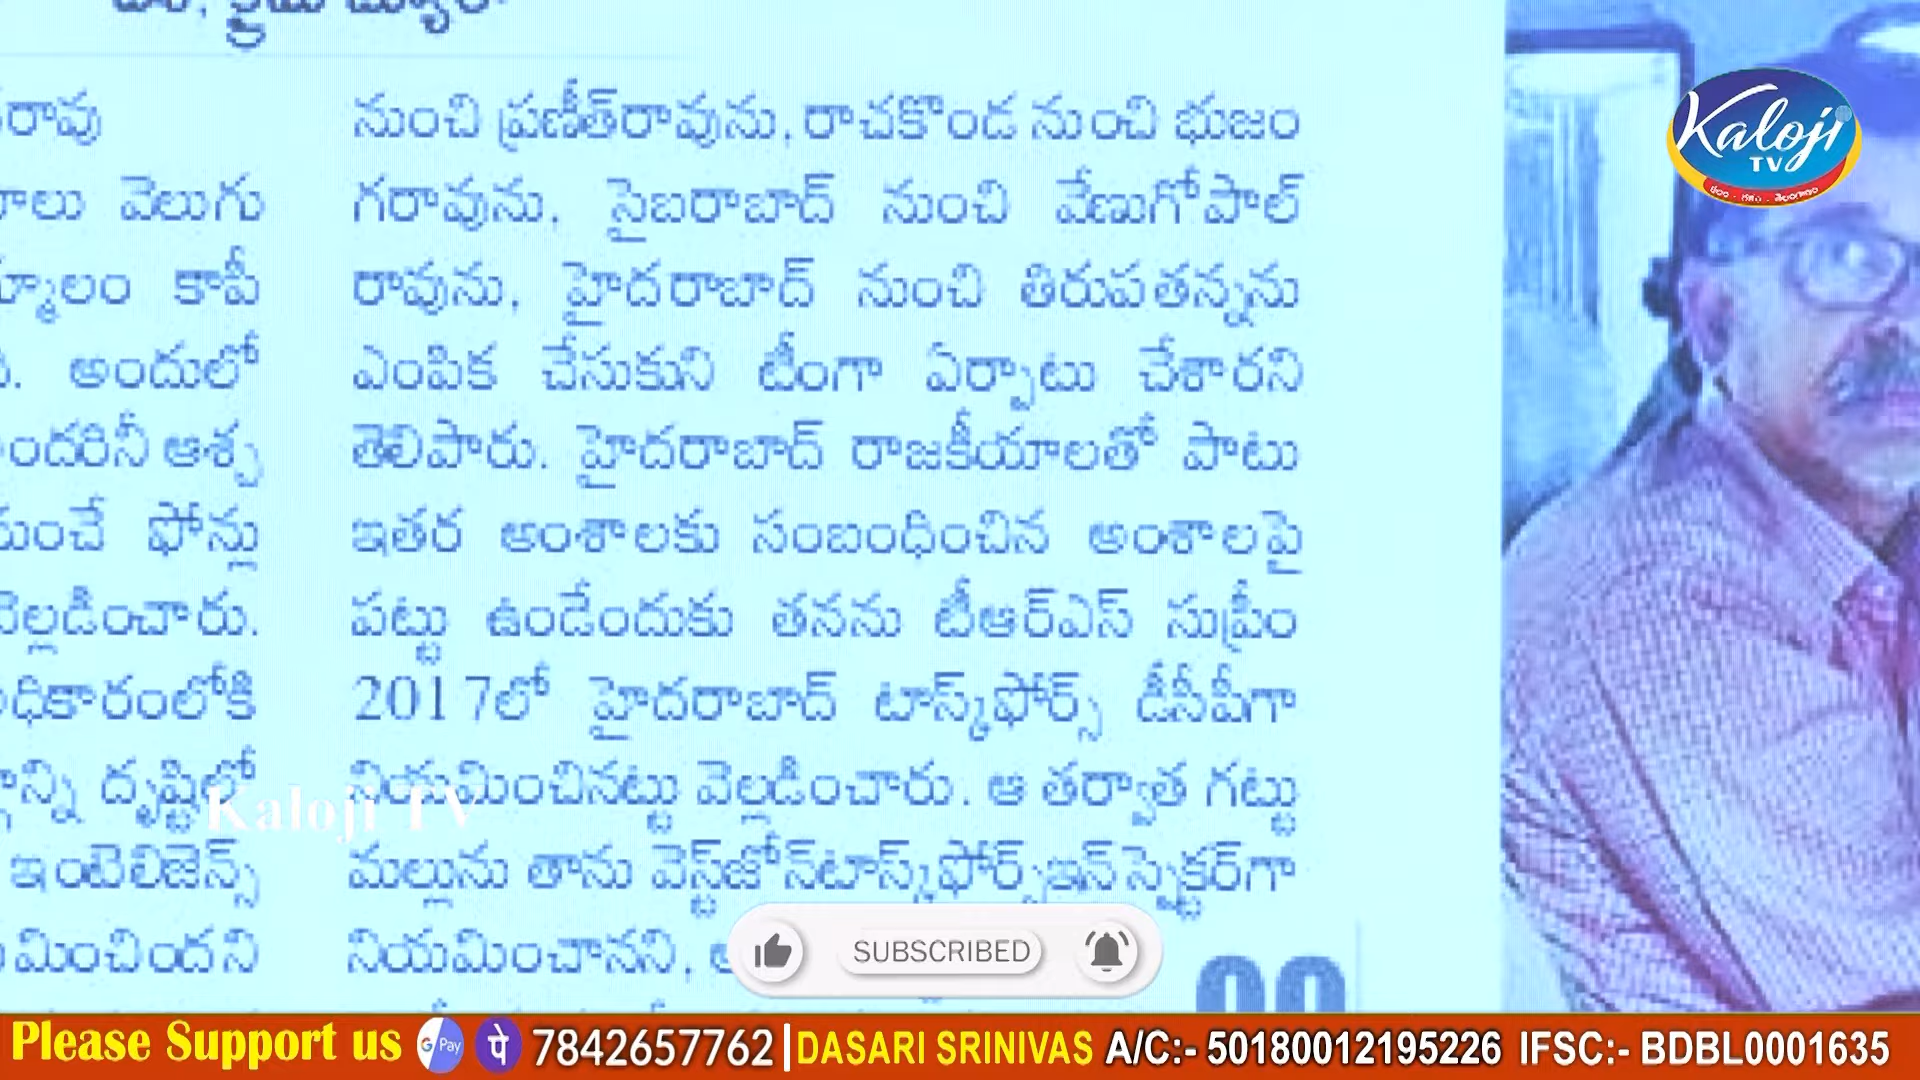 రావు
వెలుగు
కాపీ
అందులో
ఆశ్చ
ఫోన్లు
వెల్లడించారు.
అధికారంలోకి
దృష్టిలో
ఇంటెలిజెన్స్
మించిందని
నుంచి ప్రణీత్‌రావును, రాచకొండ నుంచి భుజం
గరావును, సైబరాబాద్ నుంచి వేణుగోపాల్
రావును, హైదరాబాద్ నుంచి తిరుపతన్నను
ఎంపిక చేసుకుని టీంగా ఏర్పాటు చేశారని
తెలిపారు. హైదరాబాద్ రాజకీయాలతో పాటు
ఇతర అంశాలకు సంబంధించిన అంశాలపై
పట్టు ఉండేందుకు తనను టీఆర్ఎస్ సుప్రీం
2017లో హైదరాబాద్ టాస్క్‌ఫోర్స్ డీసీపీగా
నియమించినట్టు వెల్లడించారు. ఆ తర్వాత గట్టు
మల్లును తాను వెస్ట్‌జోన్‌టాస్క్‌ఫోర్స్‌ఇన్‌స్పెక్టర్‌గా
నియమించానని,
Kaloji
TV
Kaloji TV
SUBSCRIBED
Please Support us G Pay పే 7842657762 | DASARI SRINIVAS A/C:- 50180012195226 IFSC:- BDBL0001635